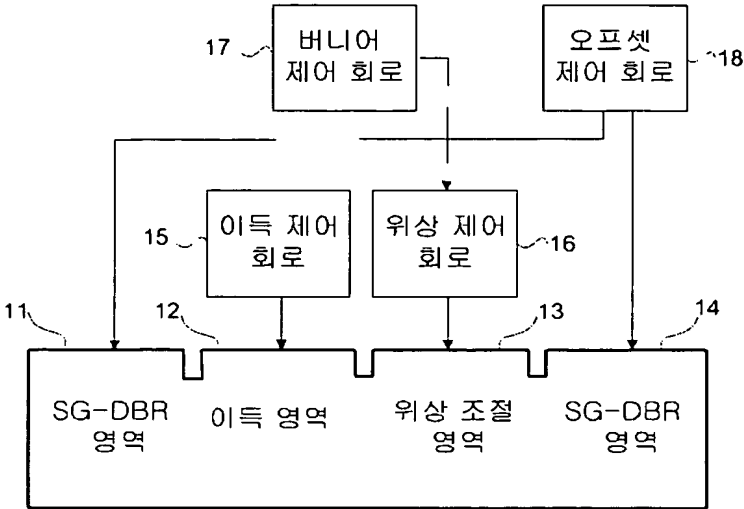 17
버니어
제어 회로
오프셋
제어 회로
18
15
이득 제어
회로
위상 제어
회로
16
11
12
13
14
SG-DBR
영역
이득 영역
위상 조절
영역
SG-DBR
영역